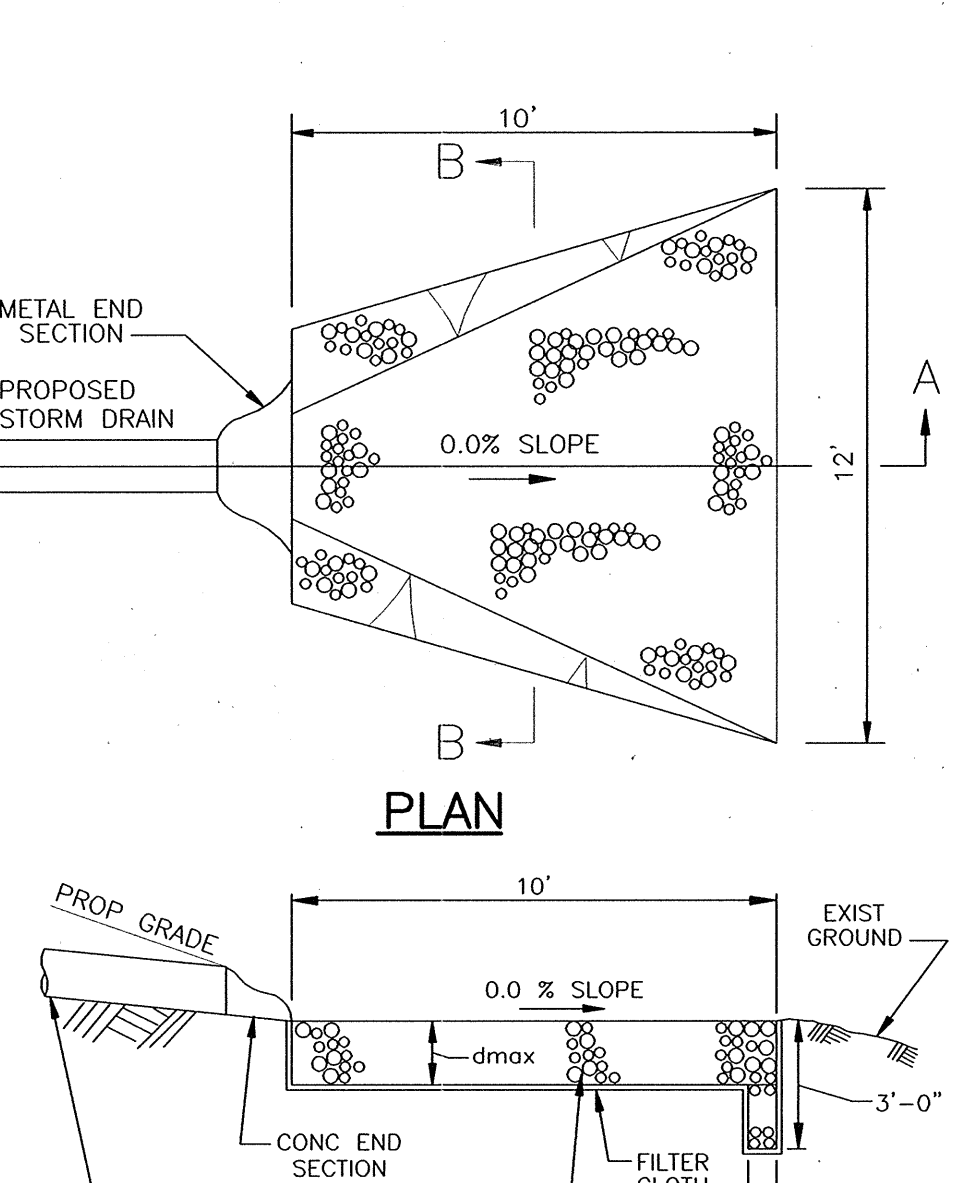 10'
B
METAL END
SECTION
PROPOSED
STORM DRAIN
A
0.0% SLOPE
12'
B
PLAN
10'
PROP GRADE
EXIST
GROUND
0.0 % SLOPE
dmax
3'-0"
CONC END
SECTION
FILTER
CLOTH